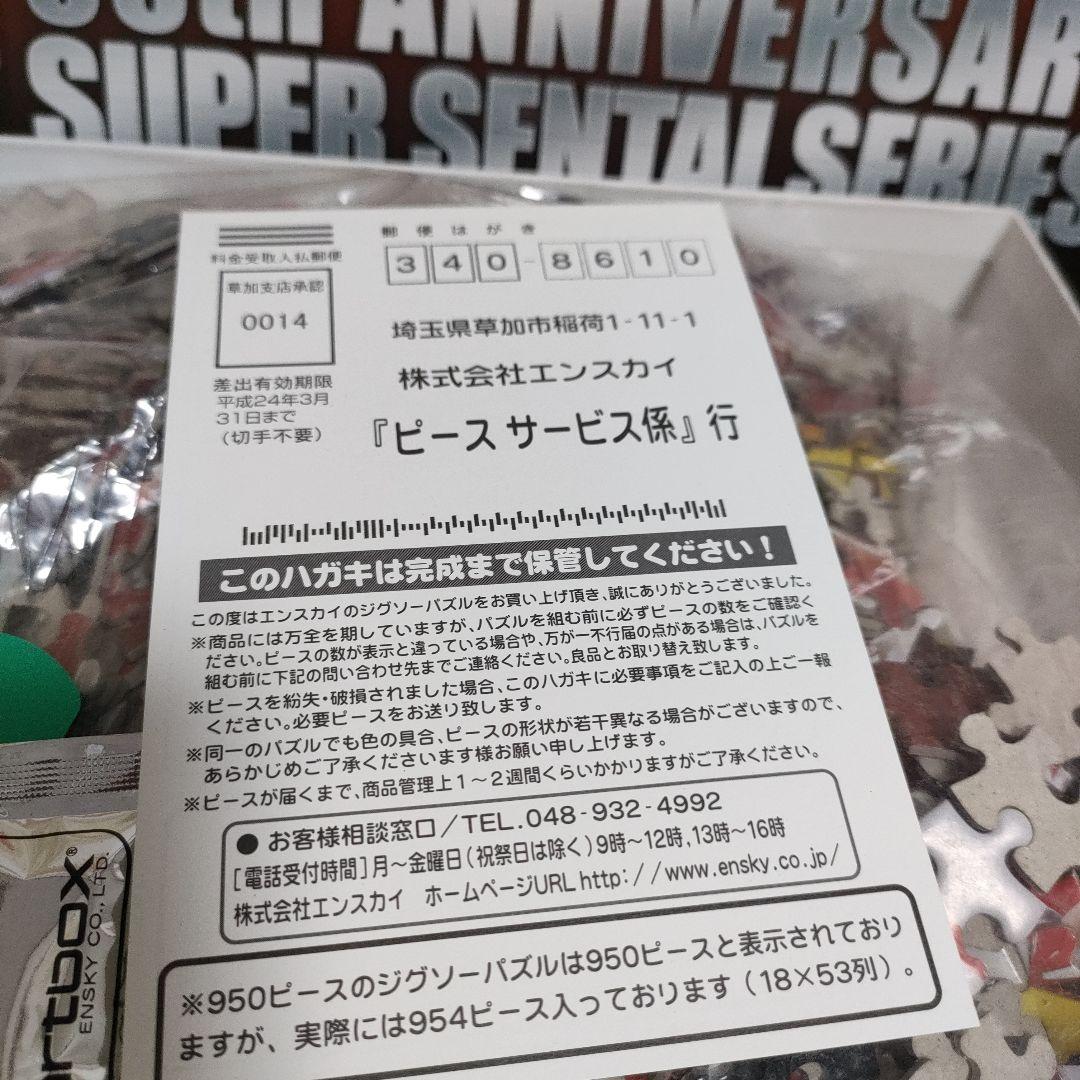 35th ANNIVERSARY
SUPER SENTAI SERIES
郵便はがき
料金受取人払郵便
340-8610
草加支店承認
0014
埼玉県草加市稲荷1-11-1
株式会社エンスカイ
差出有効期限
平成24年3月
31日まで
(切手不要)
『ピース サービス係』行
このハガキは完成まで保管してください!
この度はエンスカイのジグソーパズルをお買い上げ頂き、誠にありがとうございました。
※商品には万全を期していますが、パズルを組む前に必ずピースの数をご確認く
ださい。ピースの数が表示と違っている場合や、万が一不行届の点がある場合は、パズルを
組む前に下記の問い合わせ先までご連絡ください。良品とお取り替え致します。
※ピースを紛失・破損されました場合、このハガキに必要事項をご記入の上ご一報
ください。必要ピースをお送り致します。
※同一のパズルでも色の具合、ピースの形状が若干異なる場合がございますので、
あらかじめご了承くださいます様お願い申し上げます。
※ピースが届くまで、商品管理上1〜2週間くらいかかりますがご了承ください。
●お客様相談窓口/TEL.048-932-4992
[電話受付時間]月〜金曜日(祝祭日は除く)9時〜12時,13時〜16時
株式会社エンスカイ ホームページURL http://www.ensky.co.jp/
※950ピースのジグソーパズルは950ピースと表示されており
ますが、実際には954ピース入っております(18×53列)。
artbox®
ENSKY CO., LTD.